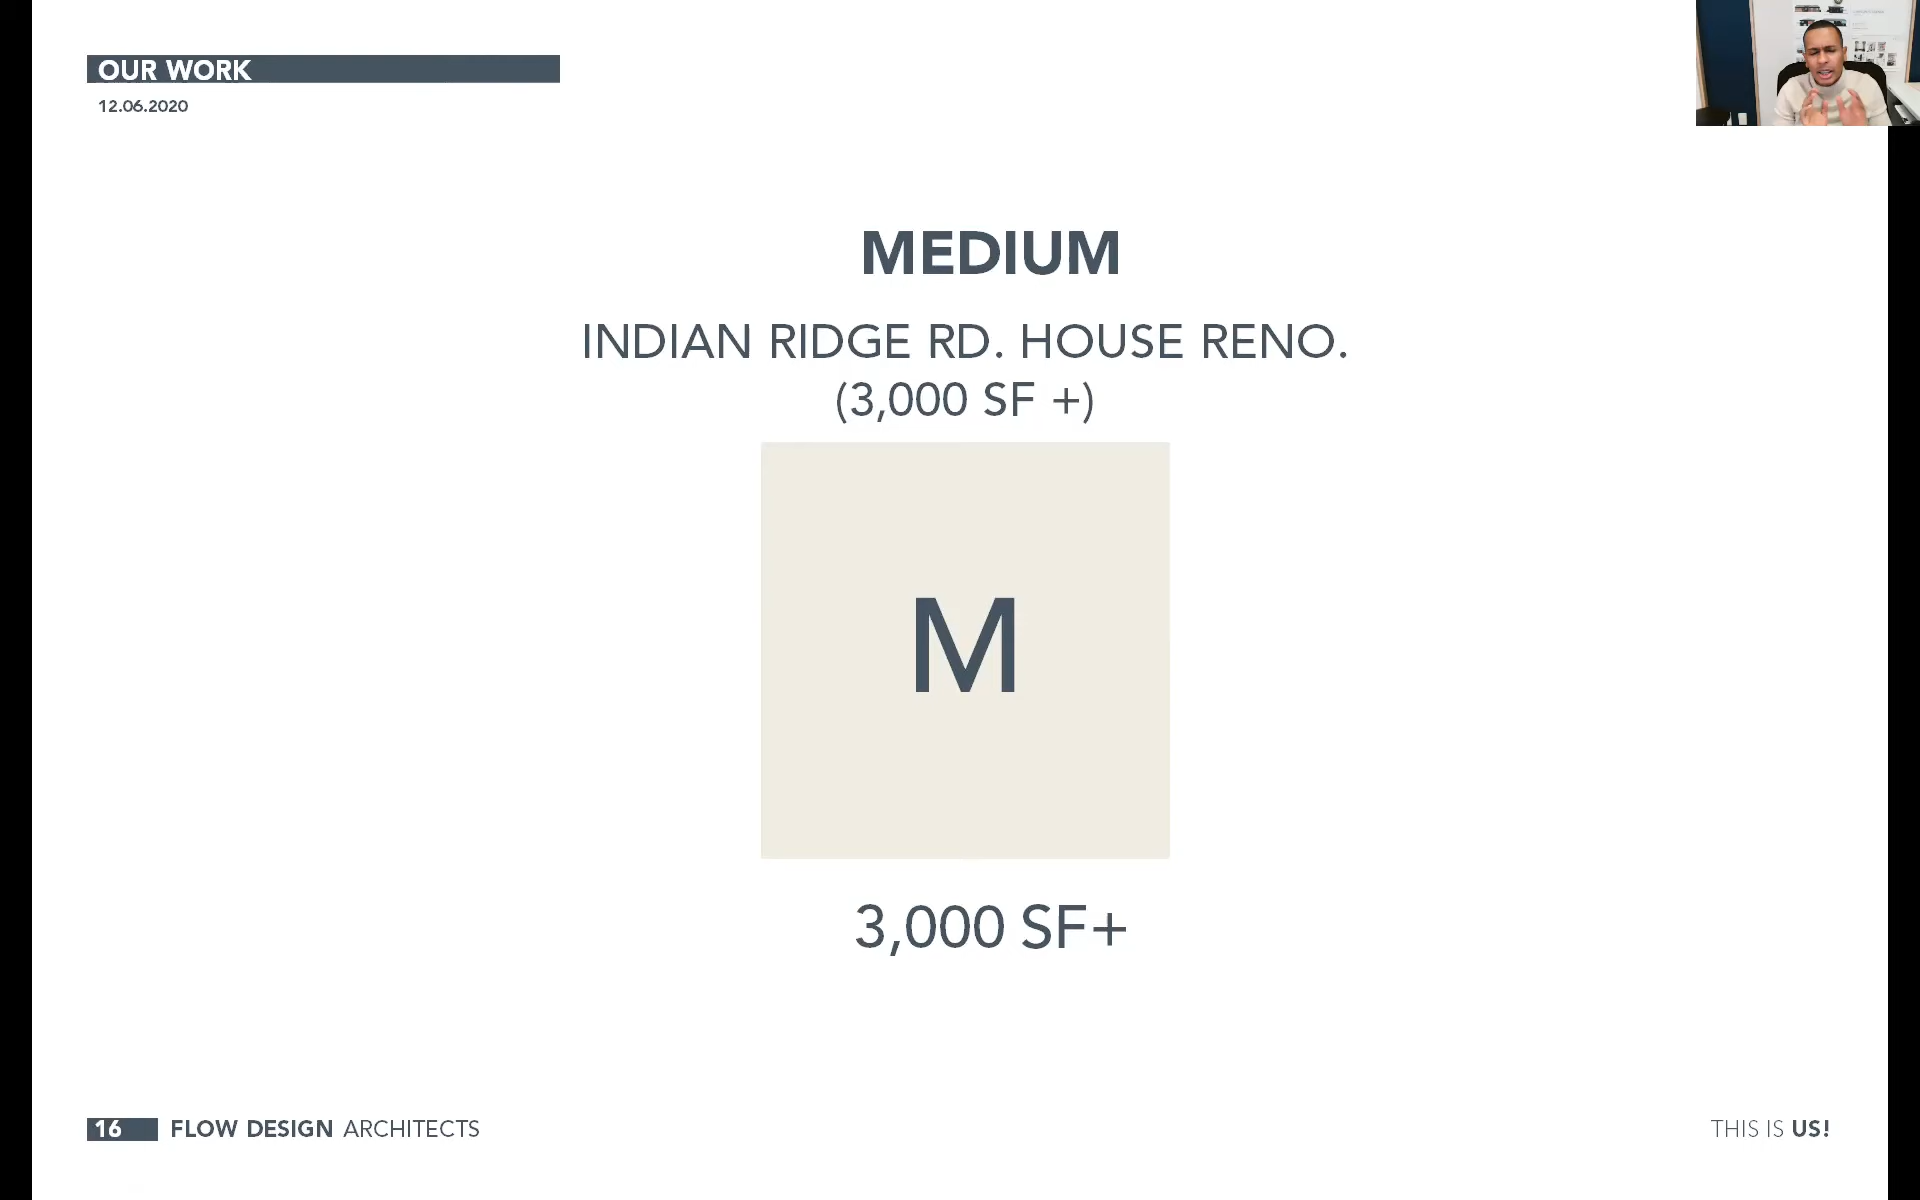 OUR WORK
12.06.2020
MEDIUM
INDIAN RIDGE RD. HOUSE RENO.
(3,000 SF +)
M
3,000 SF+
16 FLOW DESIGN ARCHITECTS
THIS IS US!